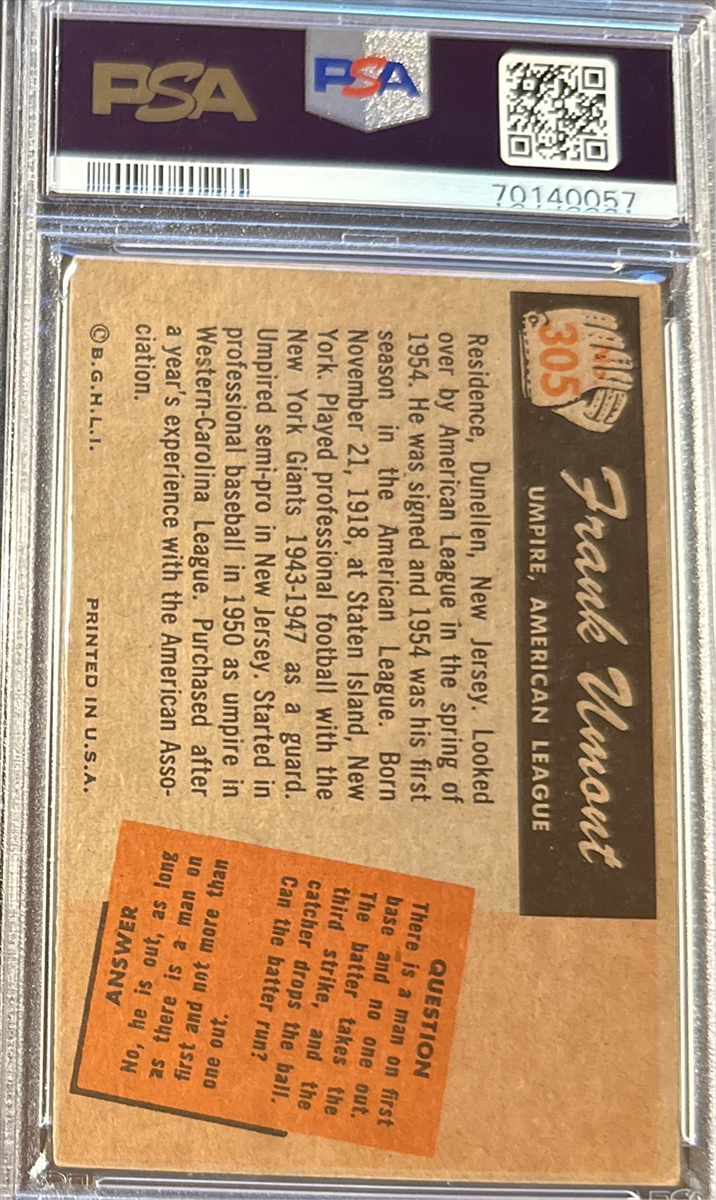 PSA
PSA
70140057
No 305
Frank Umont
UMPIRE, AMERICAN LEAGUE
Residence, Dunellen, New Jersey. Looked
over by American League in the spring of
1954. He was signed and 1954 was his first
season in the American League. Born
November 21, 1918, at Staten Island, New
York. Played professional football with the
New York Giants 1943-1947 as a guard.
Umpired semi-pro in New Jersey. Started in
professional baseball in 1950 as umpire in
Western-Carolina League. Purchased after
a year's experience with the American Asso-
ciation.
©B.G.H.L.I.
PRINTED IN U.S.A.
QUESTION
There is a man on first
base and no one out.
The batter takes the
third strike, and the
catcher drops the ball.
Can the batter run?
ANSWER
No, he is out, as long
as there is a man on
first and not more than
one out.